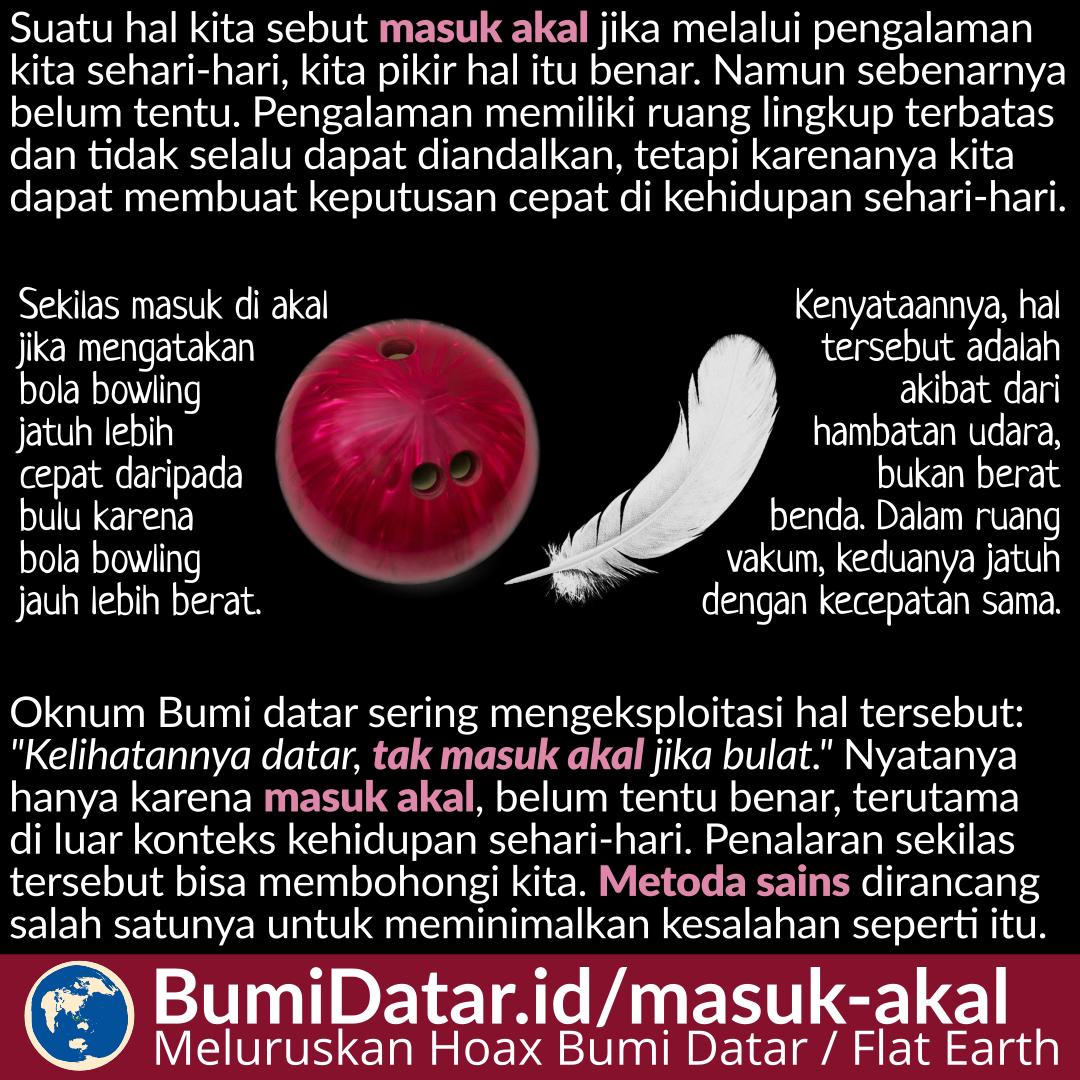 Suatu hal kita sebut masuk akal jika melalui pengalaman
kita sehari-hari, kita pikir hal itu benar. Namun sebenarnya
belum tentu. Pengalaman memiliki ruang lingkup terbatas
dan tidak selalu dapat diandalkan, tetapi karenanya kita
dapat membuat keputusan cepat di kehidupan sehari-hari.
Sekilas masuk di akal
jika mengatakan
bola bowling
jatuh lebih
cepat daripada
bulu karena
bola bowling
jauh lebih berat.
Kenyataannya, hal
tersebut adalah
akibat dari
hambatan udara,
bukan berat
benda. Dalam ruang
vakum, keduanya jatuh
dengan kecepatan sama.
Oknum Bumi datar sering mengeksploitasi hal tersebut:
"Kelihatannya datar, tak masuk akal jika bulat." Nyatanya
hanya karena masuk akal, belum tentu benar, terutama
di luar konteks kehidupan sehari-hari. Penalaran sekilas
tersebut bisa membohongi kita. Metoda sains dirancang
salah satunya untuk meminimalkan kesalahan seperti itu.
BumiDatar.id/masuk-akal
Meluruskan Hoax Bumi Datar / Flat Earth